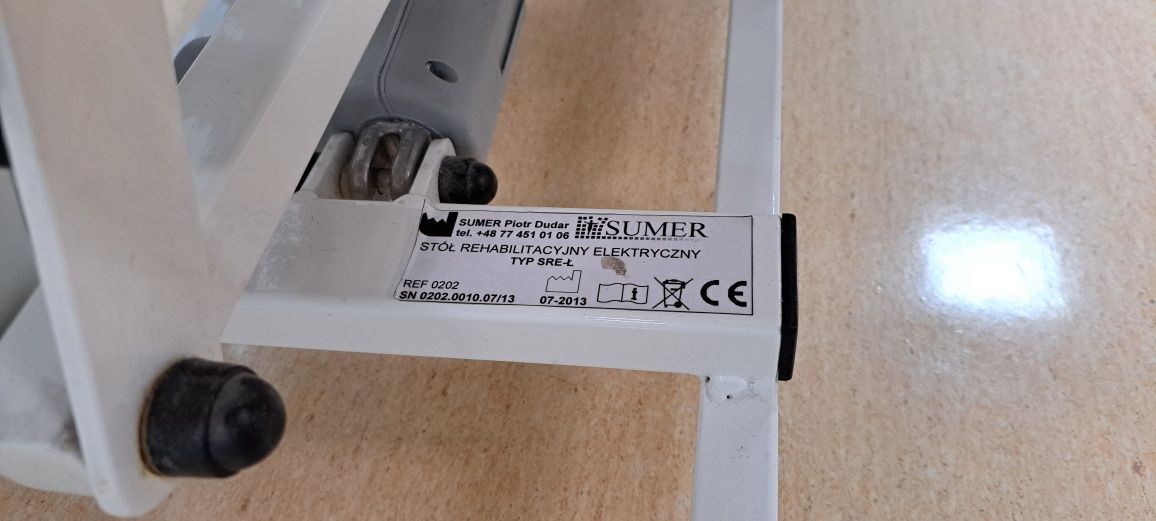 SUMER Piotr Dudar
tel. +48 77 451 01 06
SUMER
STÓŁ REHABILITACYJNY ELEKTRYCZNY
TYP SRE-Ł
REF 0202
SN 0202.0010.07/13
07-2013
CE